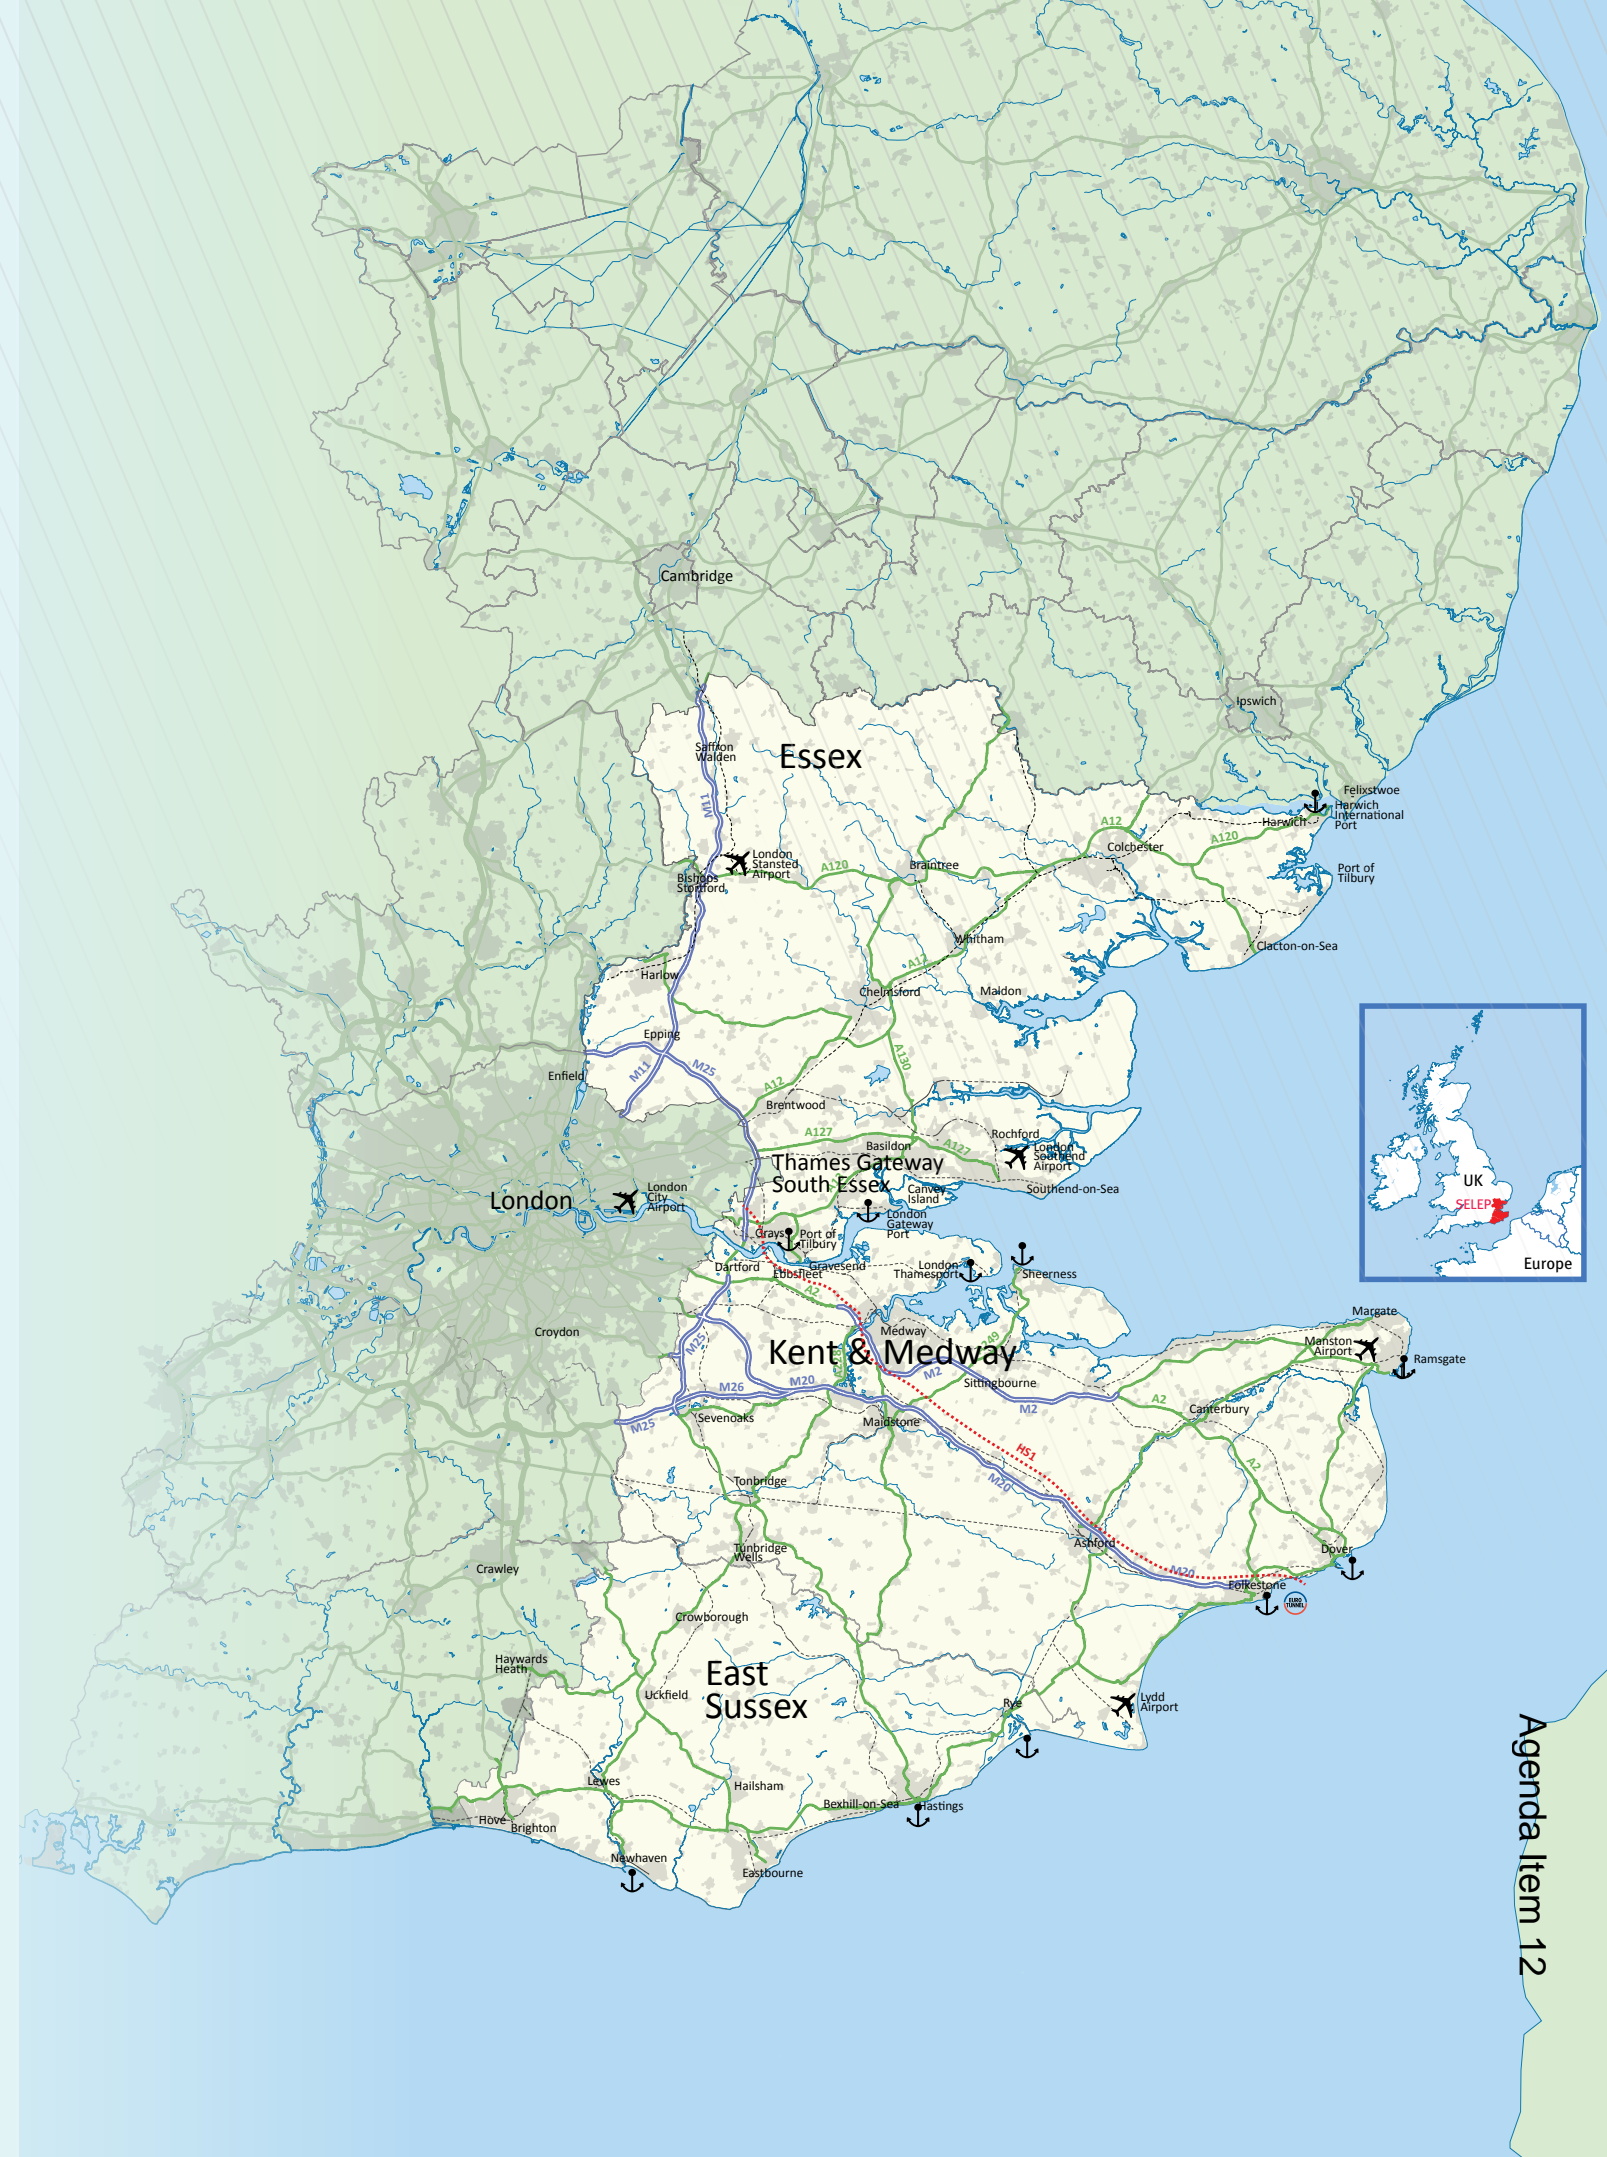 Cambridge
Ipswich
Saffron
Walden
Essex
M11
Felixstwoe
Harwich
International
Port
Harwich
A12
A120
Colchester
London
Stansted
Airport
A120
Braintree
Bishops
Stortford
Port of
Tilbury
Whitham
Clacton-on-Sea
A12
Harlow
Chelmsford
Maldon
Epping
M11
M25
A130
Enfield
A12
Brentwood
A127
Basildon
A127
Rochford
London
Southend
Airport
Thames Gateway
South Essex
Canvey
Island
Southend-on-Sea
London
London
City
Airport
London
Gateway
Port
Grays
Port of
Tilbury
Dartford
Ebbsfleet
Gravesend
London
Thamesport
Sheerness
A2
UK
SELEP
Europe
Croydon
Medway
Kent & Medway
M25
M2
Sittingbourne
M2
A2
Margate
Manston
Airport
Ramsgate
M26
M20
M25
Sevenoaks
Maidstone
Canterbury
HS1
A2
M20
Tonbridge
Tunbridge
Wells
Ashford
Dover
M20
Folkestone
EURO
TUNNEL
Crawley
Crowborough
Haywards
Heath
East
Sussex
Uckfield
Rye
Lydd
Airport
Lewes
Hailsham
Bexhill-on-Sea
Hastings
Hove
Brighton
Newhaven
Eastbourne
Agenda Item 12